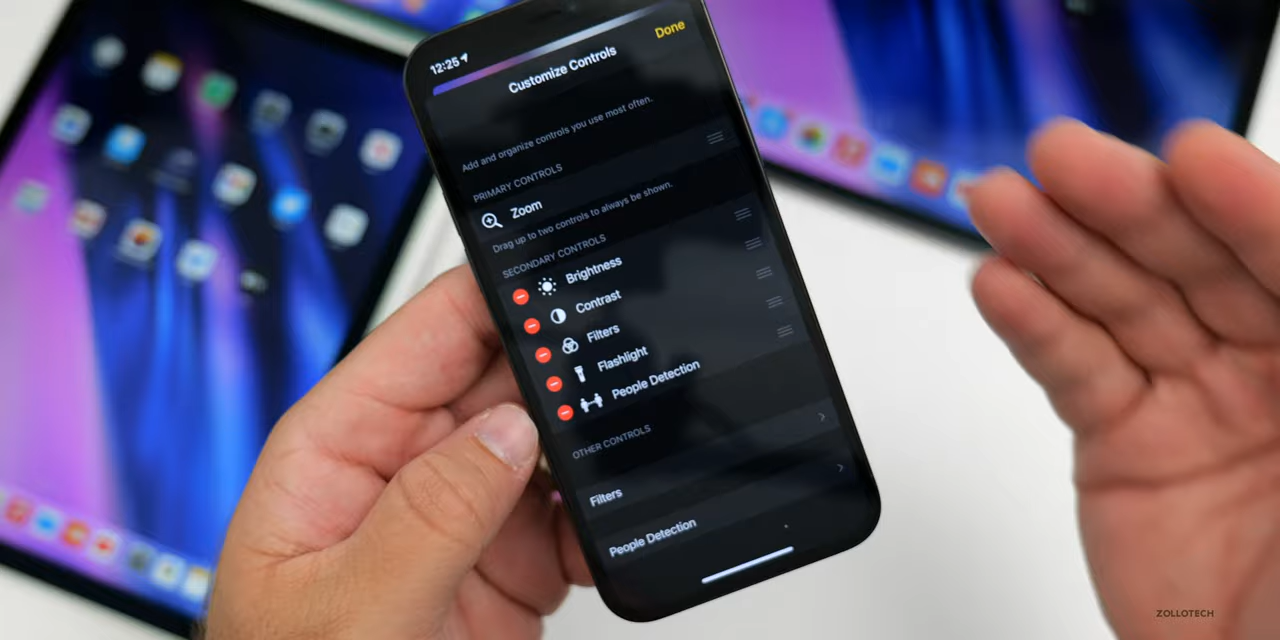 12:25
Done
Customize Controls
Add and organize controls you use most often.
PRIMARY CONTROLS
Zoom
Drag up to two controls to always be shown.
SECONDARY CONTROLS
Brightness
Contrast
Filters
Flashlight
People Detection
OTHER CONTROLS
Filters
People Detection
ZOLLOTECH